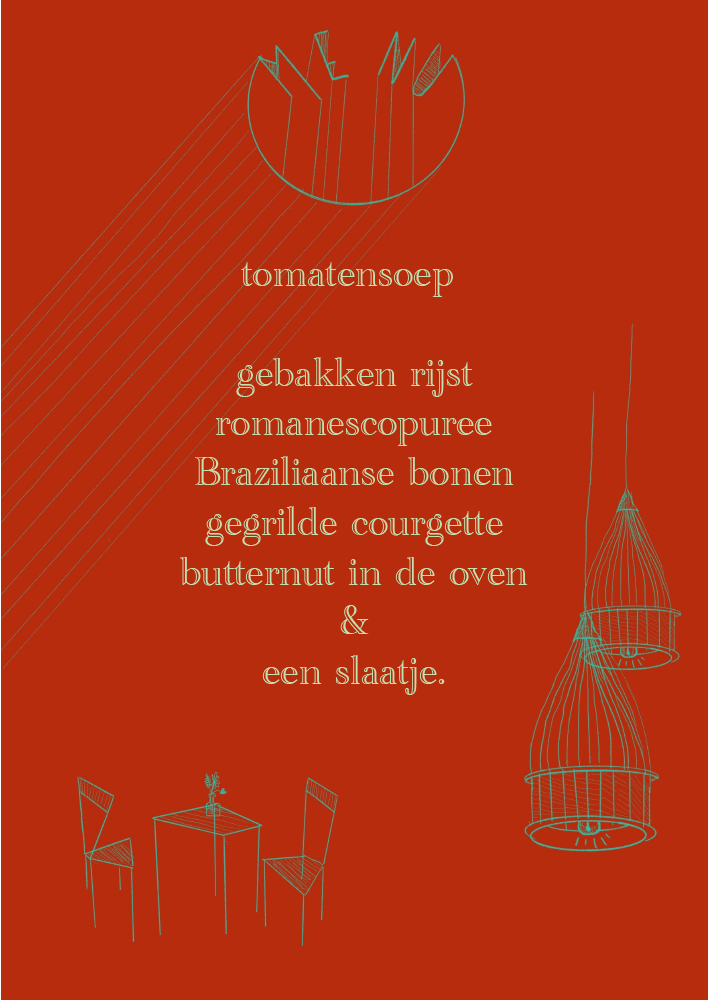 tomatensoep
gebakken rijst
romanescopuree
Braziliaanse bonen
gegrilde courgette
butternut in de oven
&
een slaatje.